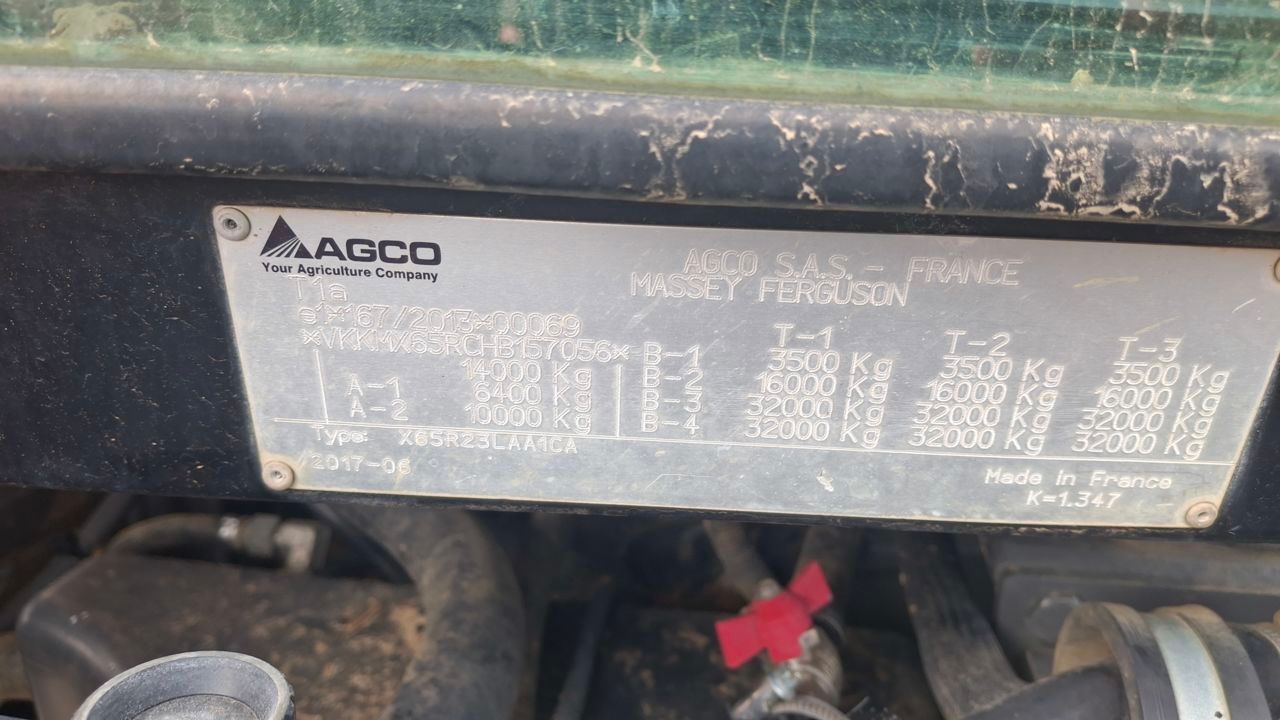 AGCO
Your Agriculture Company
AGCO S.A.S. - FRANCE
MASSEY FERGUSON
T1a
e1*167/2013*00069
*VKKMX65RCHB157056*
14000 Kg
A-1 6400 Kg
A-2 10000 Kg
T-1 T-2 T-3
B-1 3500 Kg 3500 Kg 3500 Kg
B-2 16000 Kg 16000 Kg 16000 Kg
B-3 32000 Kg 32000 Kg 32000 Kg
B-4 32000 Kg 32000 Kg 32000 Kg
Type: X65R23LAA1CA
2017-06
Made in France
K=1.347